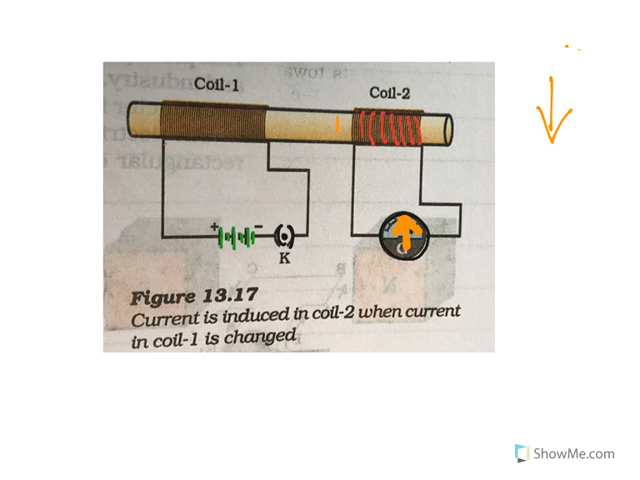 Coil-1
Coil-2
+
−
K
G
Figure 13.17
Current is induced in coil-2 when current
in coil-1 is changed
ShowMe.com